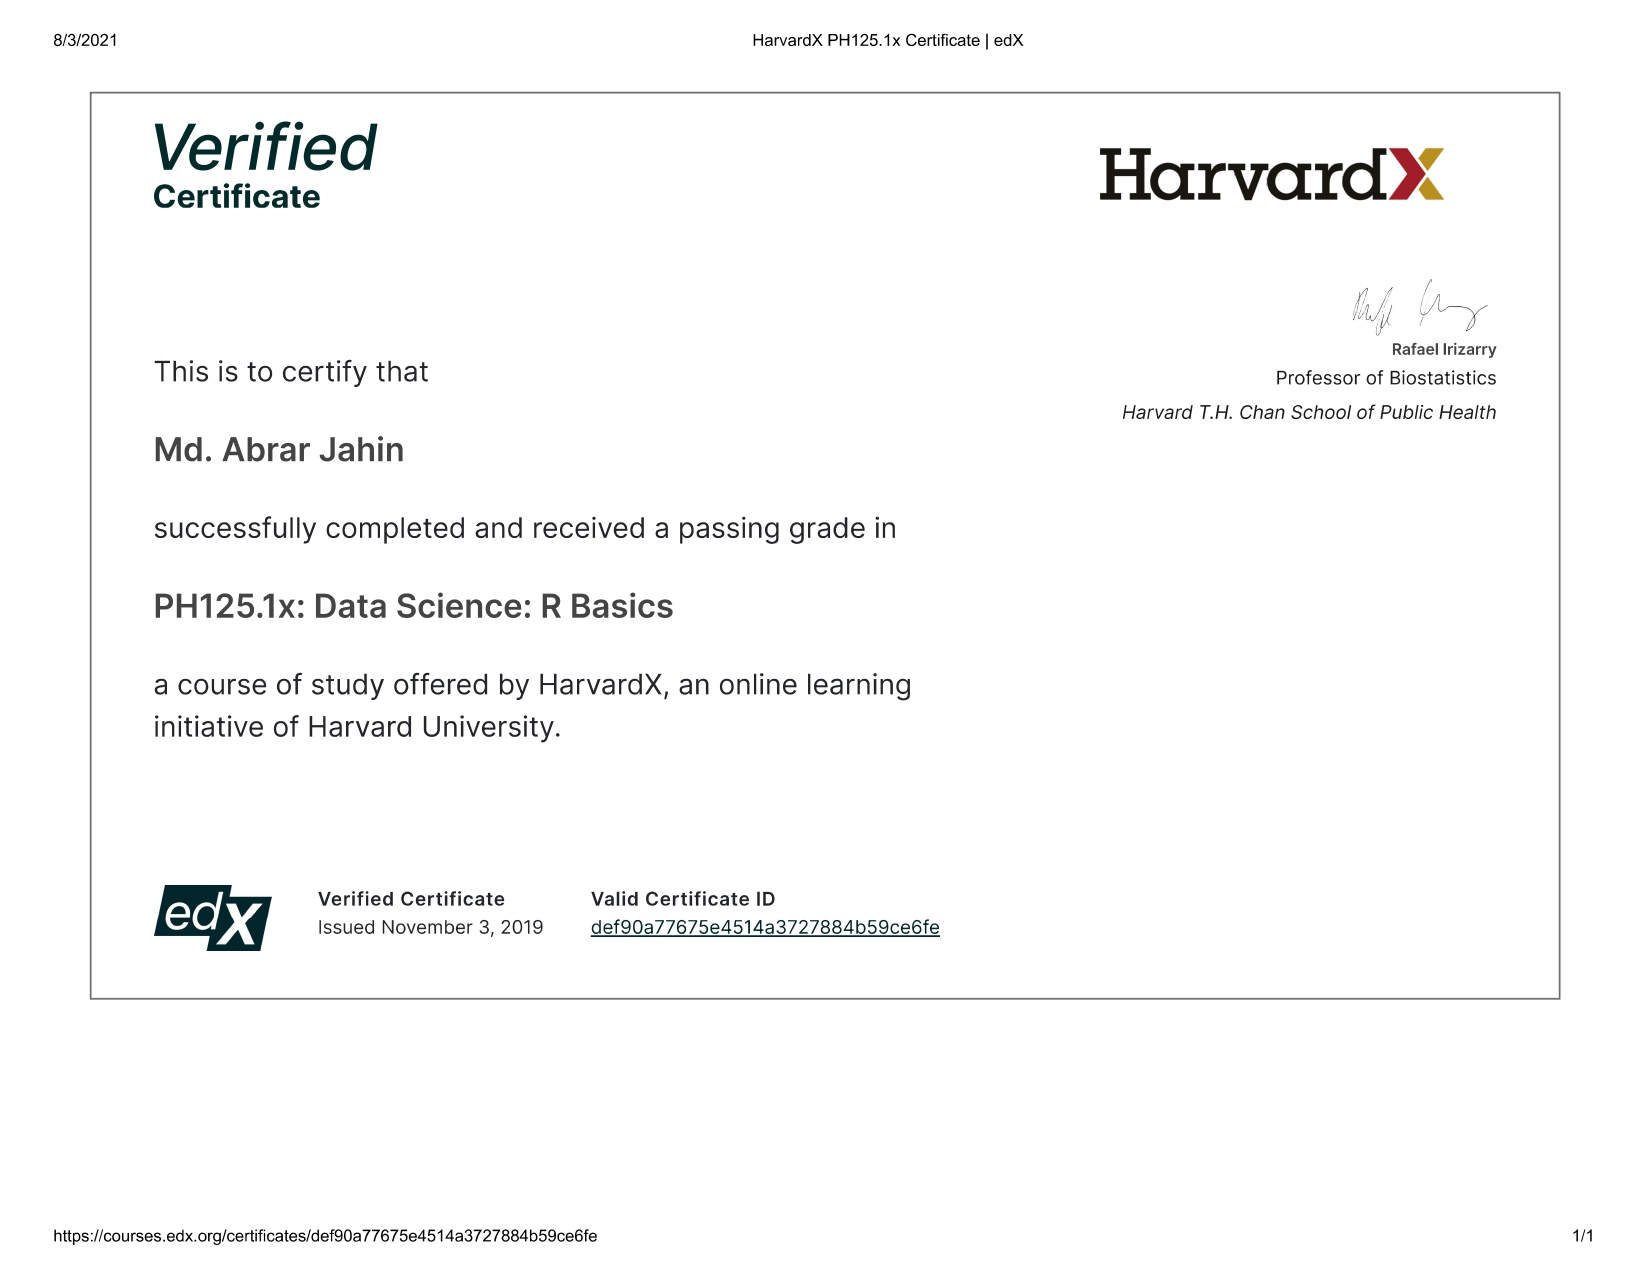 8/3/2021
HarvardX PH125.1x Certificate | edX
Verified
Certificate
HarvardX
Rafael Irizarry
Professor of Biostatistics
Harvard T.H. Chan School of Public Health
This is to certify that
Md. Abrar Jahin
successfully completed and received a passing grade in
PH125.1x: Data Science: R Basics
a course of study offered by HarvardX, an online learning
initiative of Harvard University.
edX
Verified Certificate
Issued November 3, 2019
Valid Certificate ID
def90a77675e4514a3727884b59ce6fe
https://courses.edx.org/certificates/def90a77675e4514a3727884b59ce6fe
1/1